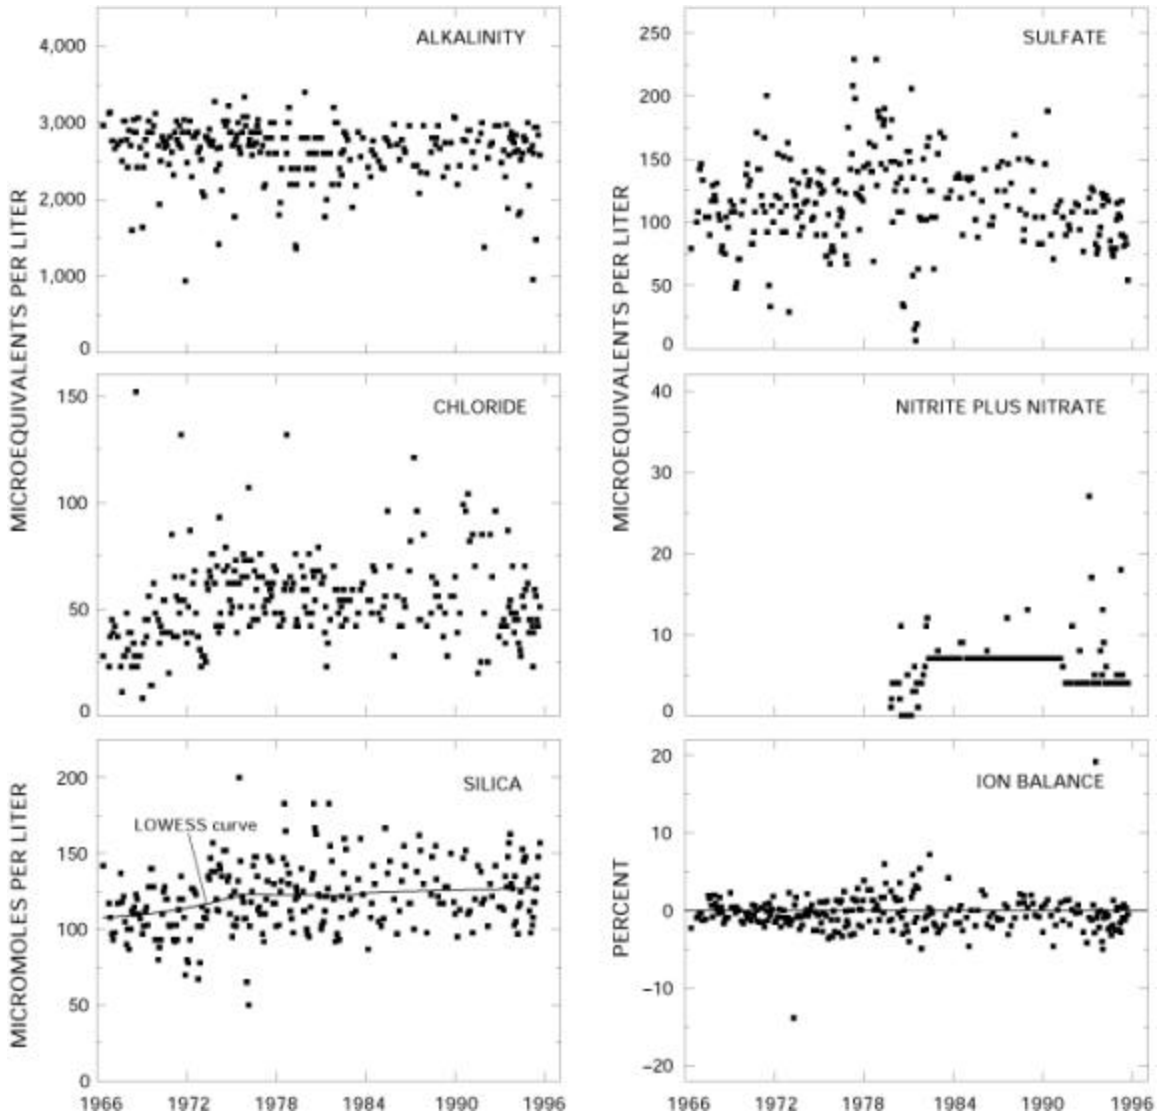 ALKALINITY
4,000
3,000
2,000
1,000
0
MICROEQUIVALENTS PER LITER
SULFATE
250
200
150
100
50
0
MICROEQUIVALENTS PER LITER
CHLORIDE
150
100
50
0
NITRITE PLUS NITRATE
40
30
20
10
0
SILICA
LOWESS curve
200
150
100
50
0
MICROMOLES PER LITER
1966 1972 1978 1984 1990 1996
ION BALANCE
20
10
0
−10
−20
PERCENT
1966 1972 1978 1984 1990 1996